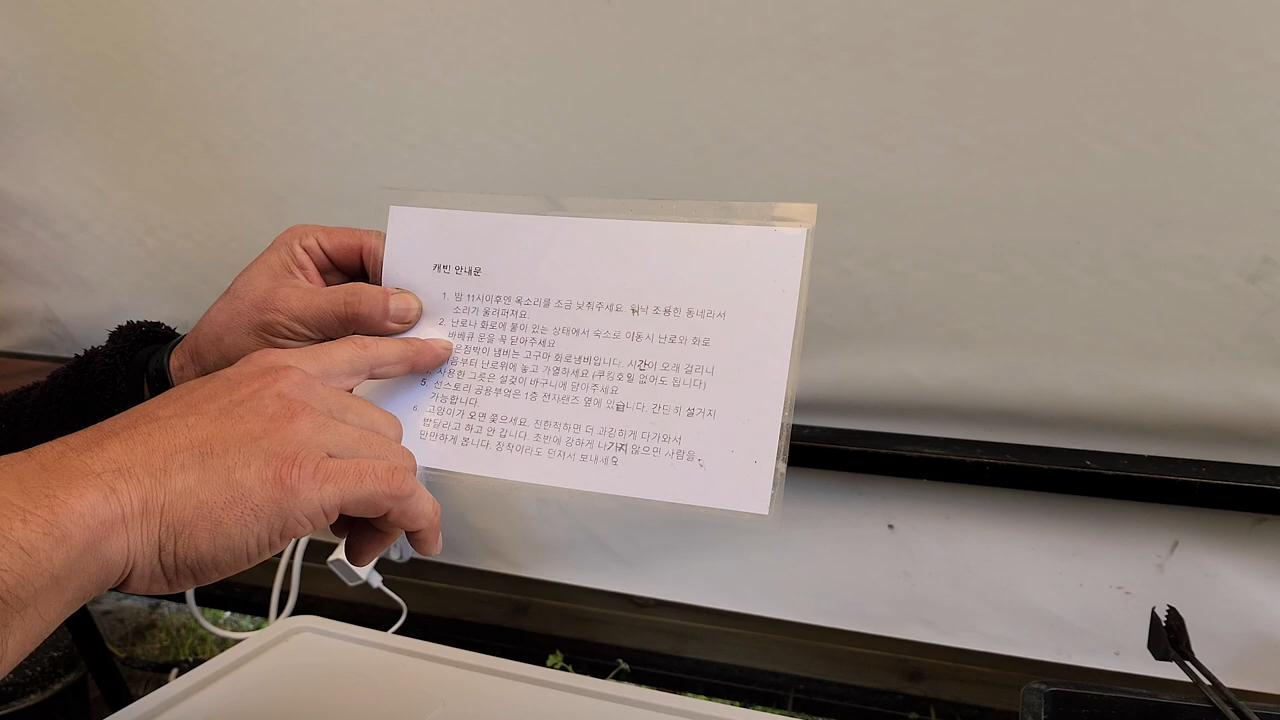 캐빈 안내문
1. 밤 11시이후엔 목소리를 조금 낮춰주세요. 워낙 조용한 동네라서
소리가 울려퍼져요.
2. 난로나 화로에 불이 있는 상태에서 숙소로 이동시 난로와 화로
바베큐 문을 꼭 닫아주세요
은점박이 냄비는 고구마 화로냄비입니다. 시간이 오래 걸리니
부터 난로위에 놓고 가열하세요 (쿠킹호일 없어도 됩니다)
사용한 그릇은 설겆이 바구니에 담아주세요
5. 선스토리 공용부엌은 1층 전자랜즈 옆에 있습니다. 간단히 설거지
가능합니다.
6. 고양이가 오면 쫓으세요. 친한척하면 더 과감히게 다가와서
밥달라고 하고 안 갑니다. 초반에 강하게 나가지 않으면 사람을
만만하게 봅니다. 장작이라도 던져서 보내세요